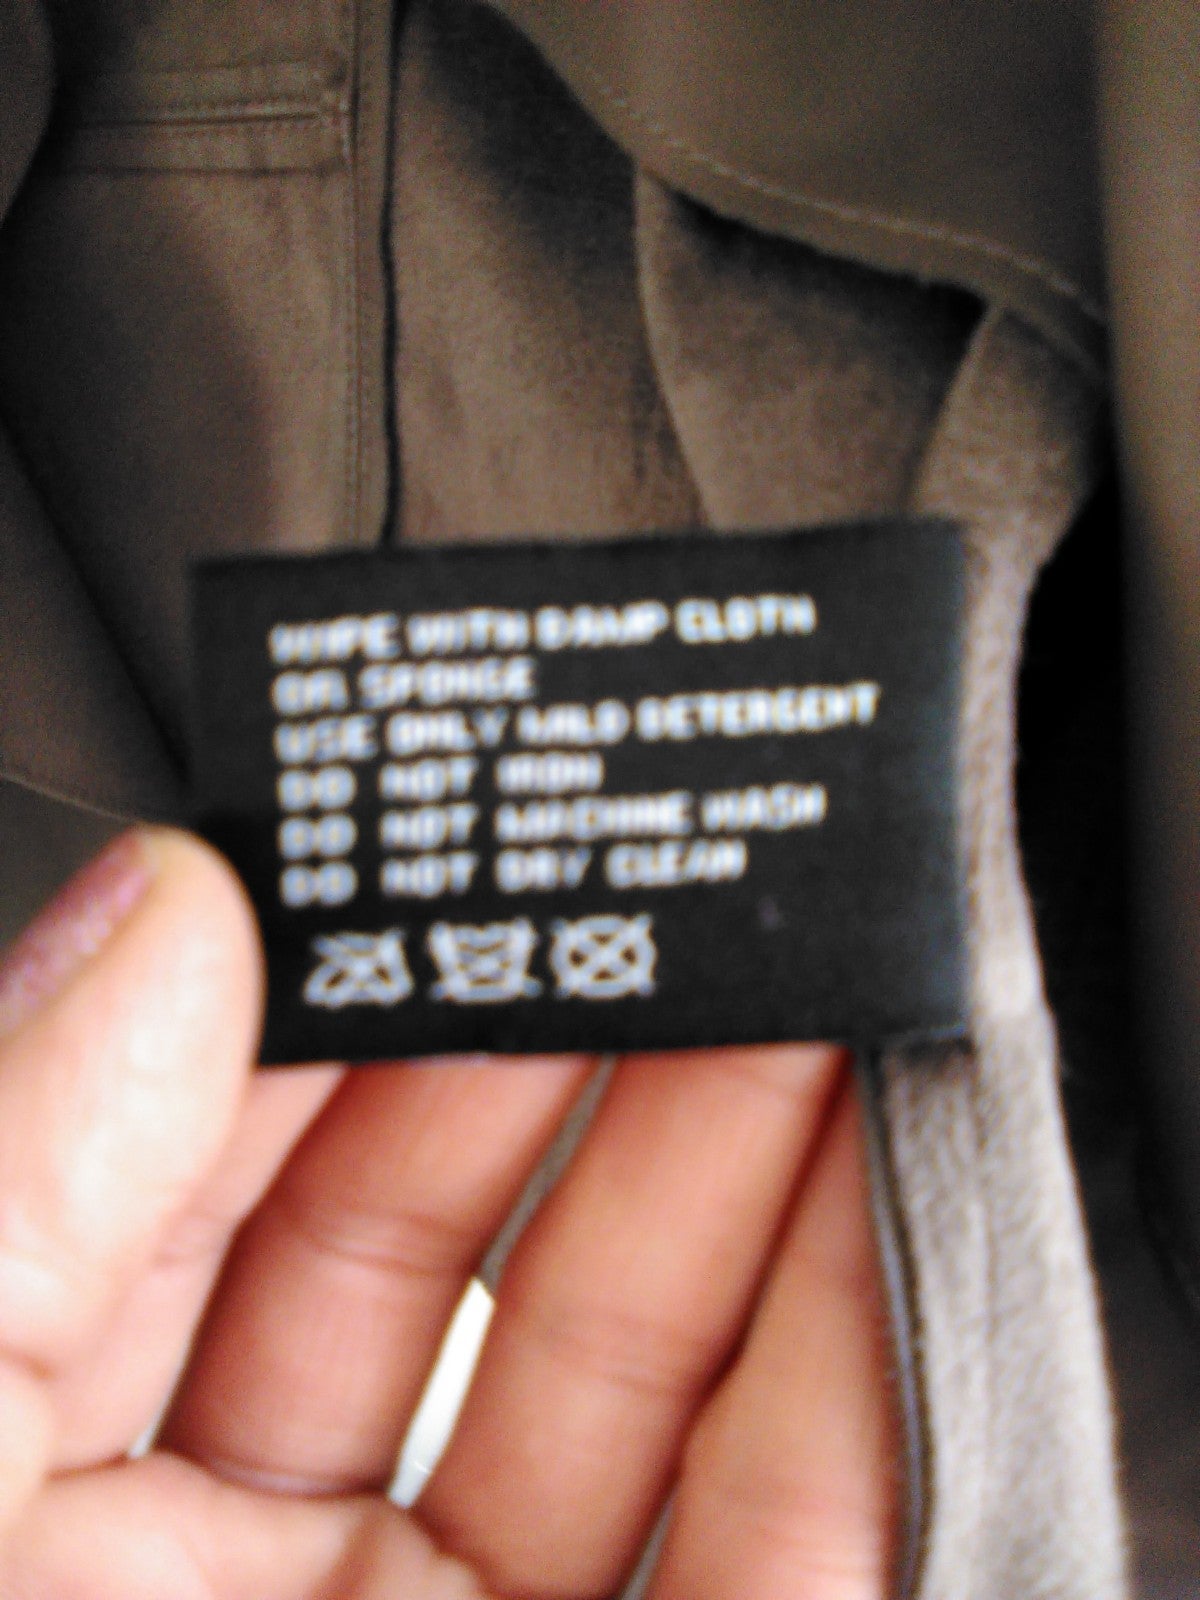 WIPE WITH DAMP CLOTH
OR SPONGE
USE ONLY MILD DETERGENT
DO NOT IRON
DO NOT MACHINE WASH
DO NOT DRY CLEAN